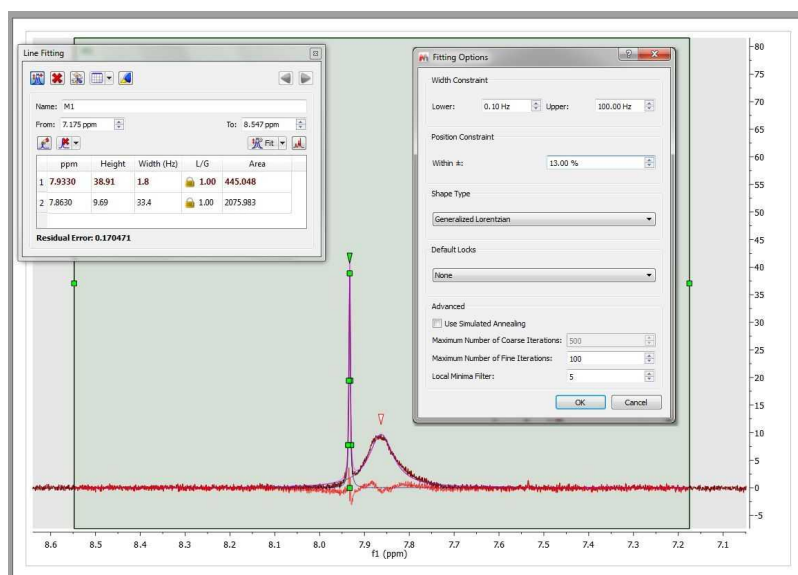 Line Fitting
Name: M1
From: 7.175 ppm To: 8.547 ppm
Fit
ppm Height Width (Hz) L/G Area
1 7.9330 38.91 1.8 1.00 445.048
2 7.8630 9.69 33.4 1.00 2075.983
Residual Error: 0.170471
Fitting Options
Width Constraint
Lower: 0.10 Hz Upper: 100.00 Hz
Position Constraint
Within ±: 13.00 %
Shape Type
Generalized Lorentzian
Default Locks
None
Advanced
Use Simulated Annealing
Maximum Number of Coarse Iterations: 500
Maximum Number of Fine Iterations: 100
Local Minima Filter: 5
OK Cancel
80
75
70
65
60
55
50
45
40
35
30
25
20
15
10
5
0
-5
8.6 8.5 8.4 8.3 8.2 8.1 8.0 7.9 7.8 7.7 7.6 7.5 7.4 7.3 7.2 7.1
f1 (ppm)